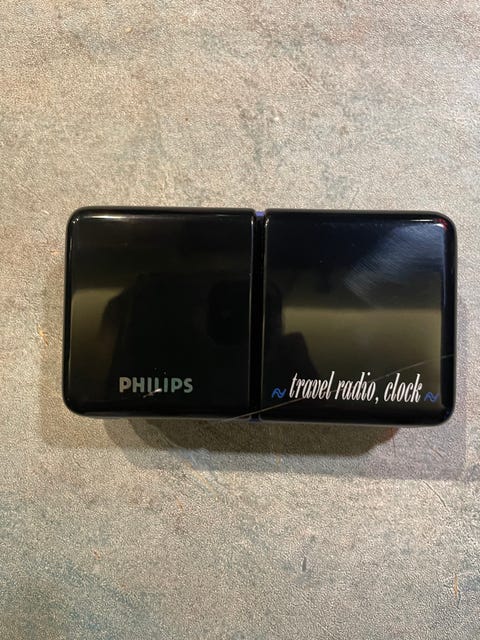 PHILIPS
~ travel radio, clock ~